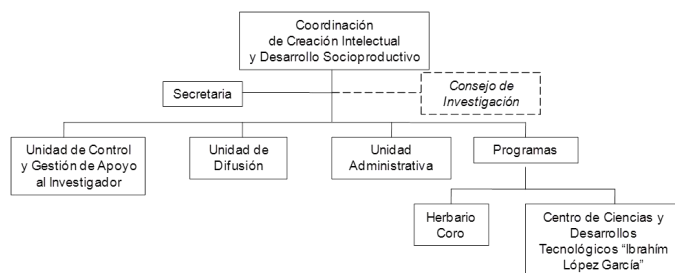 Coordinación
de Creación Intelectual
y Desarrollo Socioproductivo
Secretaria
Consejo de
Investigación
Unidad de Control
y Gestión de Apoyo
al Investigador
Unidad de
Difusión
Unidad
Administrativa
Programas
Herbario
Coro
Centro de Ciencias y
Desarrollos
Tecnológicos “Ibrahím
López García”